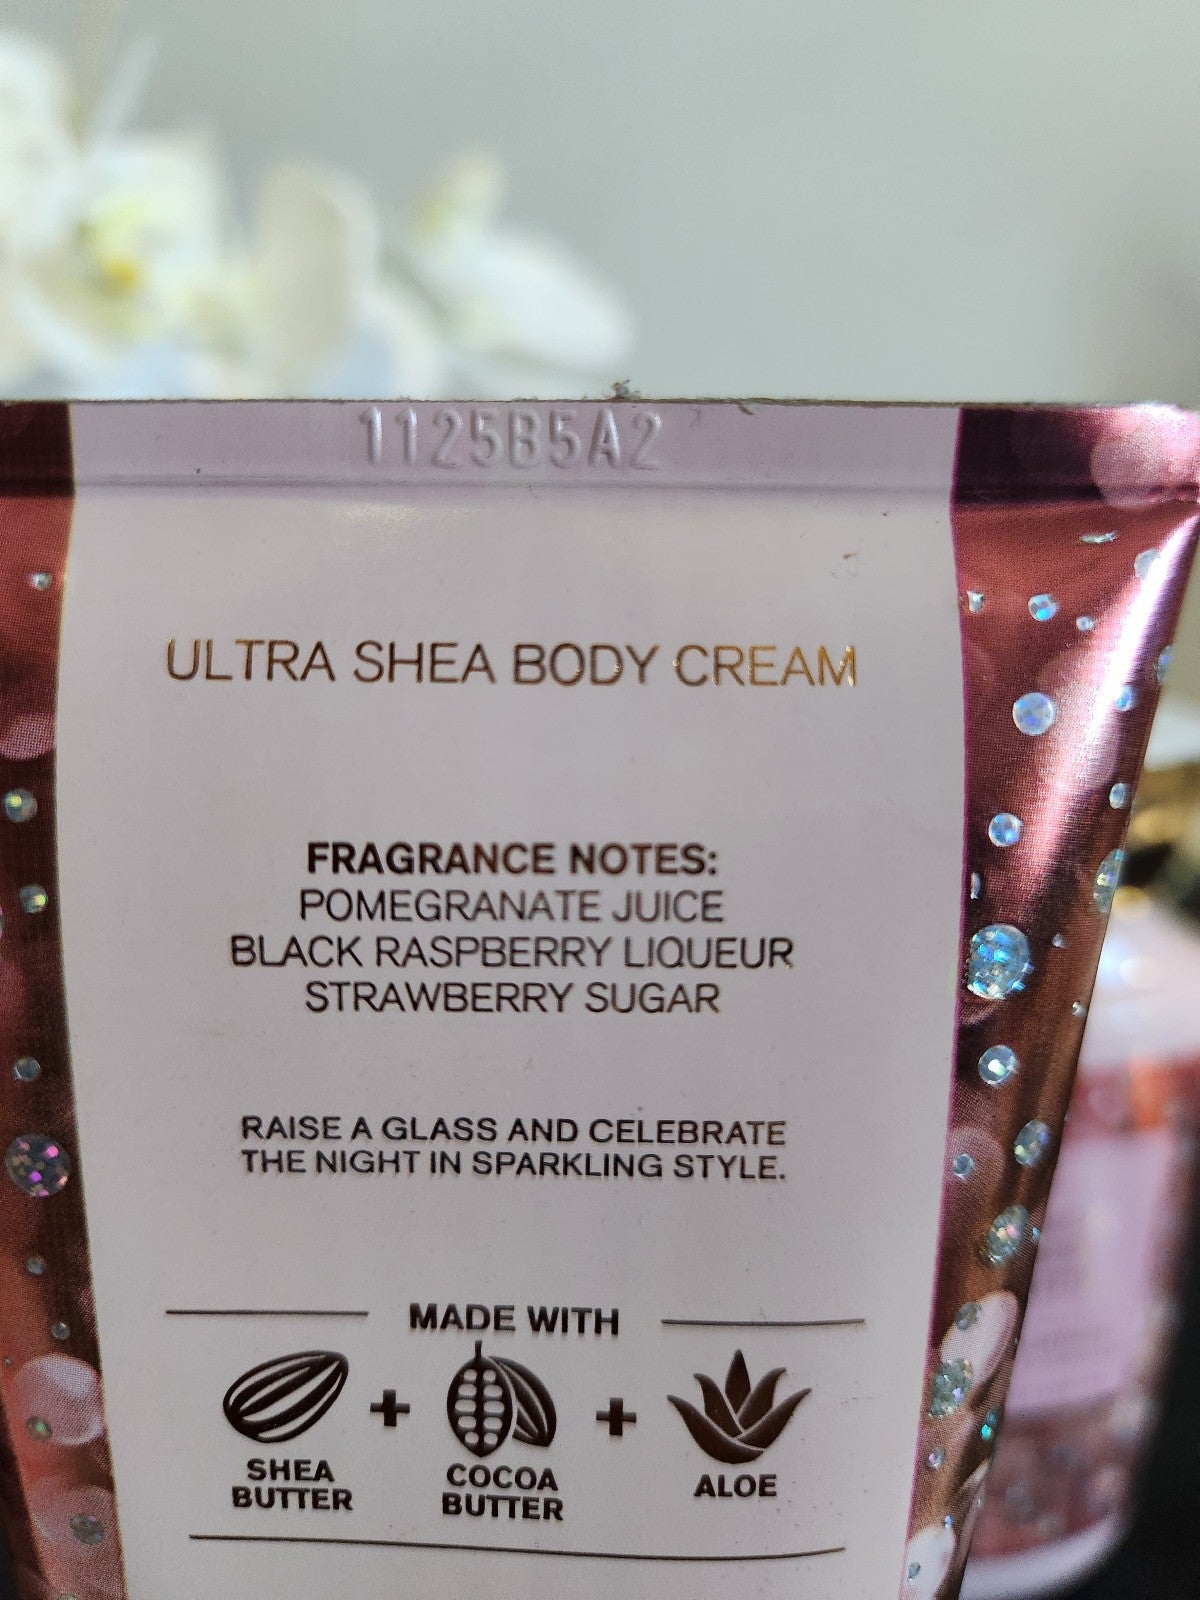 1125B5A2
ULTRA SHEA BODY CREAM
FRAGRANCE NOTES:
POMEGRANATE JUICE
BLACK RASPBERRY LIQUEUR
STRAWBERRY SUGAR
RAISE A GLASS AND CELEBRATE
THE NIGHT IN SPARKLING STYLE.
MADE WITH
SHEA
BUTTER
+
COCOA
BUTTER
+
ALOE